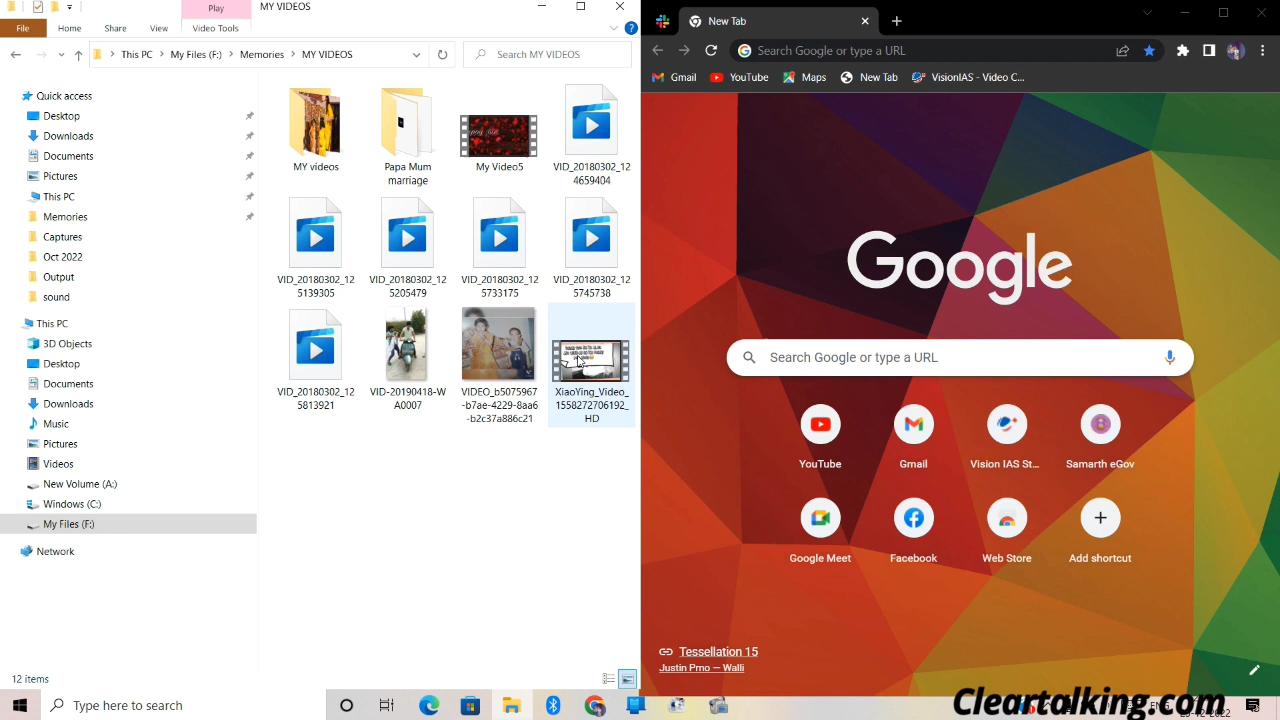 Play
MY VIDEOS
File
Home
Share
View
Video Tools
This PC
My Files (F:)
Memories
MY VIDEOS
Search MY VIDEOS
Quick access
Desktop
Downloads
Documents
Pictures
This PC
Memories
Captures
Oct 2022
Output
sound
This PC
3D Objects
Desktop
Documents
Downloads
Music
Pictures
Videos
New Volume (A:)
Windows (C:)
My Files (F:)
Network
MY videos
Papa Mum
marriage
My Video5
VID_20180302_12
4659404
VID_20180302_12
5139305
VID_20180302_12
5205479
VID_20180302_12
5733175
VID_20180302_12
5745738
VID_20180302_12
5813921
VID-20190418-W
A0007
VIDEO_b5075967
-b7ae-4229-8aa6
-b2c37a886c21
XiaoYing_Video_
1558272706192_
HD
12 items
Type here to search
New Tab
Search Google or type a URL
Gmail
YouTube
Maps
New Tab
VisionIAS - Video C...
Google
Search Google or type a URL
YouTube
Gmail
Vision IAS St...
Samarth eGov
Google Meet
Facebook
Web Store
Add shortcut
Tessellation 15
Justin Prno — Walli
Cleartalking.com